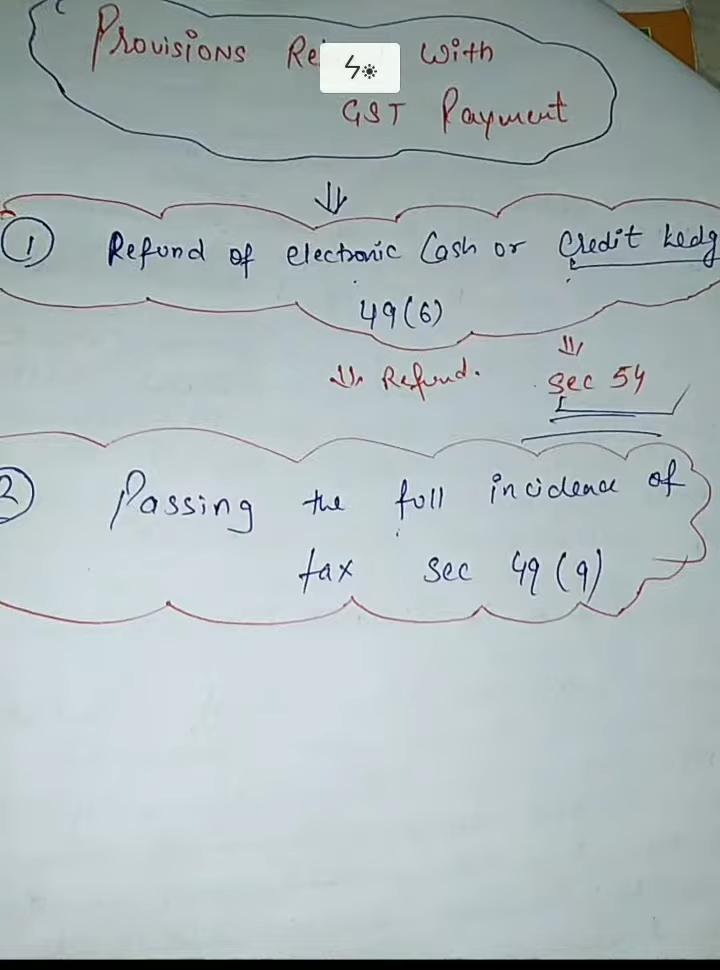 Provisions Re With
GST Payment
1 Refund of electronic Cash or Credit Ledg
49(6)
Refund. Sec 54
2 Passing the full incidence of
tax sec 49(9)